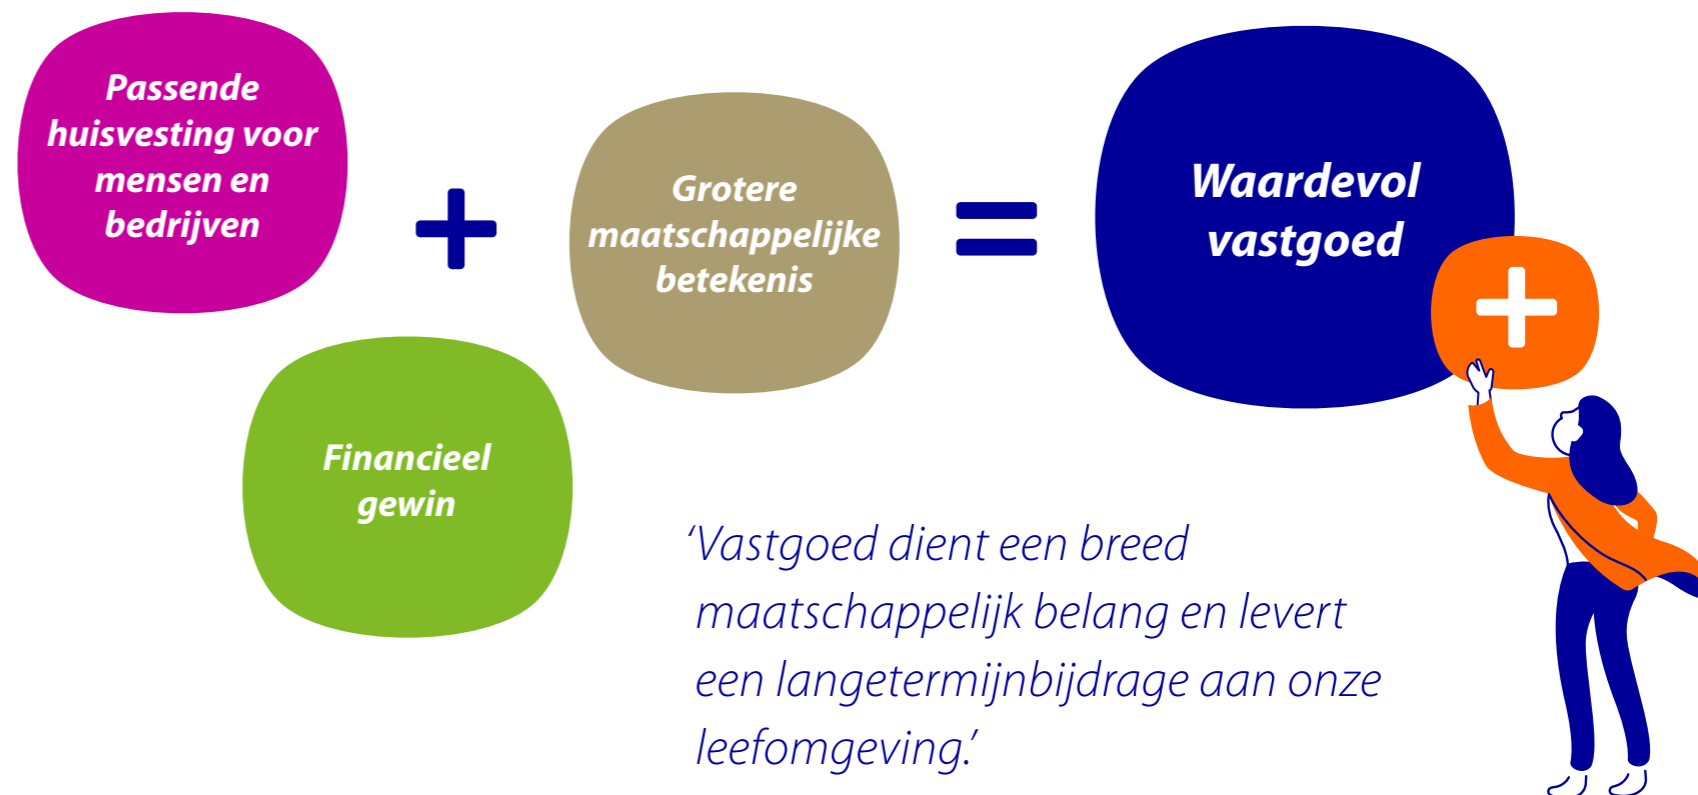 Passende
huisvesting voor
mensen en
bedrijven
+
Financieel
gewin
Grotere
maatschappelijke
betekenis
=
Waardevol
vastgoed
+
‘Vastgoed dient een breed
maatschappelijk belang en levert
een langetermijnbijdrage aan onze
leefomgeving.’